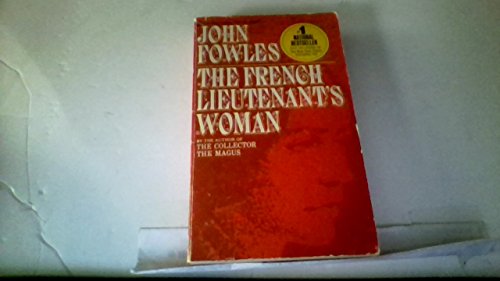 JOHN
FOWLES
#1
NATIONAL
BESTSELLER
THE FRENCH
LIEUTENANT'S
WOMAN
BY THE AUTHOR OF
THE COLLECTOR
THE MAGUS